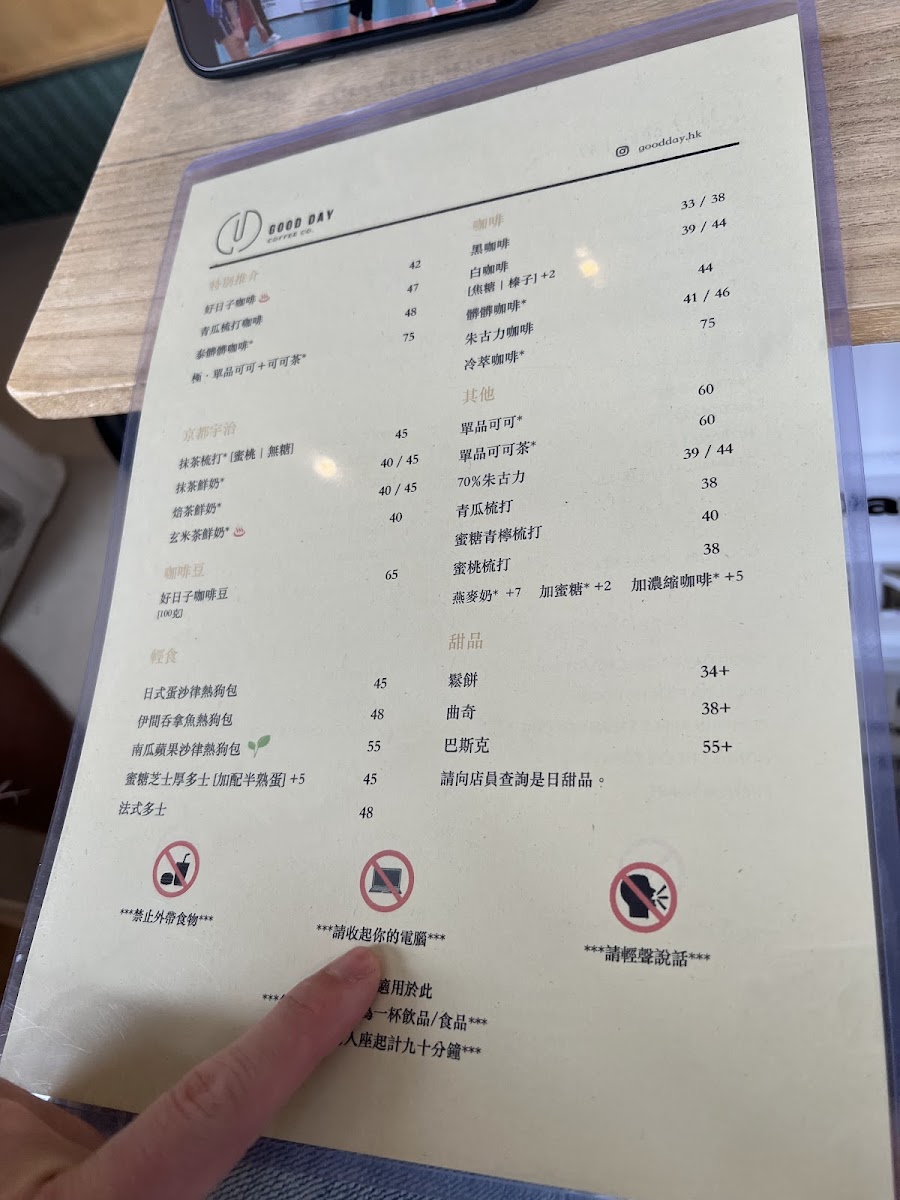 goodday.hk
GOOD DAY
COFFEE CO.
特別推介
好日子咖啡 42
青瓜梳打咖啡 47
泰髒髒咖啡* 48
極・單品可可＋可可茶* 75
京都宇治
抹茶梳打* [蜜桃 | 無糖] 45
抹茶鮮奶* 40 / 45
焙茶鮮奶* 40 / 45
玄米茶鮮奶* 40
咖啡豆
好日子咖啡豆 65
[100克]
輕食
日式蛋沙律熱狗包 45
伊間吞拿魚熱狗包 48
南瓜蘋果沙律熱狗包 55
蜜糖芝士厚多士 [加配半熟蛋] +5 45
法式多士 48
咖啡
黑咖啡 33 / 38
白咖啡 39 / 44
[焦糖 | 榛子] +2
髒髒咖啡* 44
朱古力咖啡 41 / 46
冷萃咖啡* 75
其他
單品可可* 60
單品可可茶* 60
70%朱古力 39 / 44
青瓜梳打 38
蜜糖青檸梳打 40
蜜桃梳打 38
燕麥奶* +7 加蜜糖* +2 加濃縮咖啡* +5
甜品
鬆餅 34+
曲奇 38+
巴斯克 55+
請向店員查詢是日甜品。
***禁止外帶食物***
***請收起你的電腦***
***請輕聲說話***
適用於此
一杯飲品/食品***
人座起計九十分鐘***